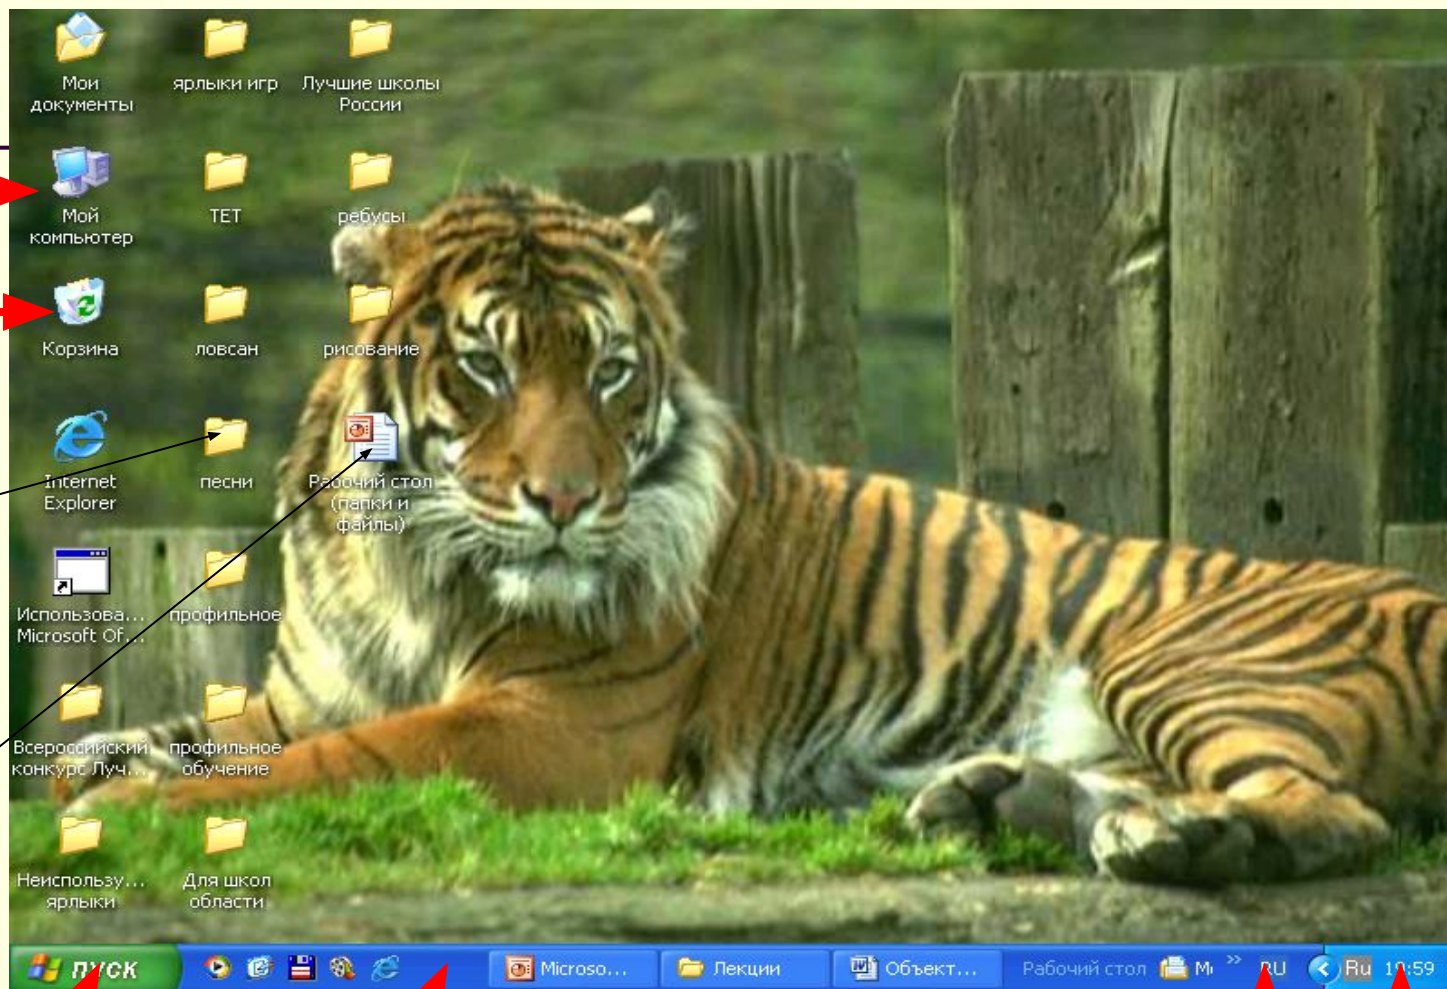 Мои
документы
ярлыки игр
Лучшие школы
России
Мой
компьютер
ТЕТ
ребусы
Корзина
ловсан
рисование
Internet
Explorer
песни
Рабочий стол
(папки и
файлы)
Использова...
Microsoft Of...
профильное
Всероссийский
конкурс Луч...
профильное
обучение
Неиспользу...
ярлыки
Для школ
области
пуск
Microso...
Лекции
Объект...
Рабочий стол
М
»
RU
Ru
19:59